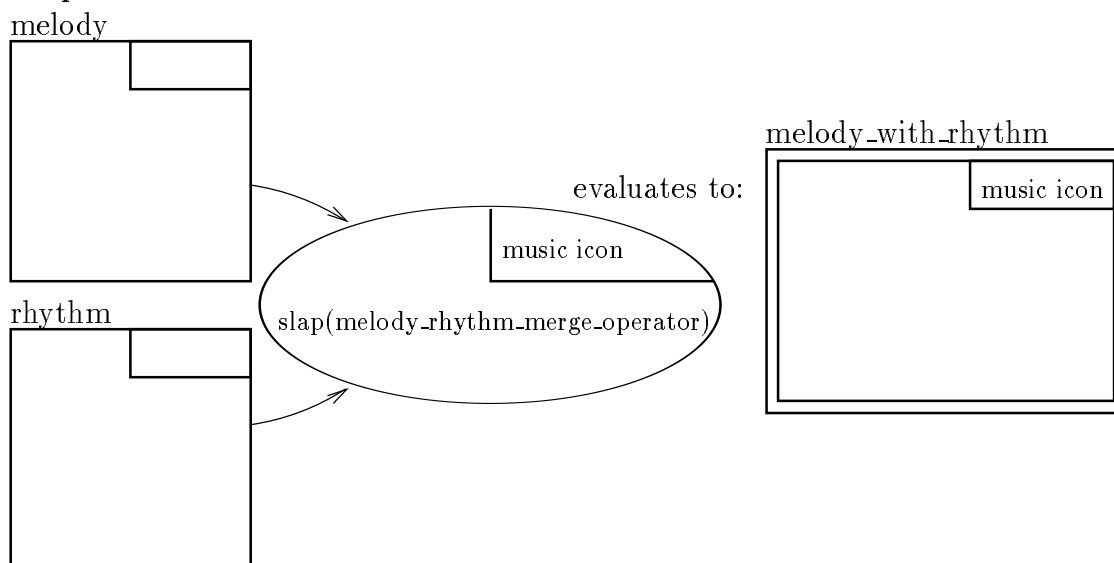 melody
melody_with_rhythm
music icon
evaluates to:
music icon
slap(melody_rhythm_merge_operator)
rhythm